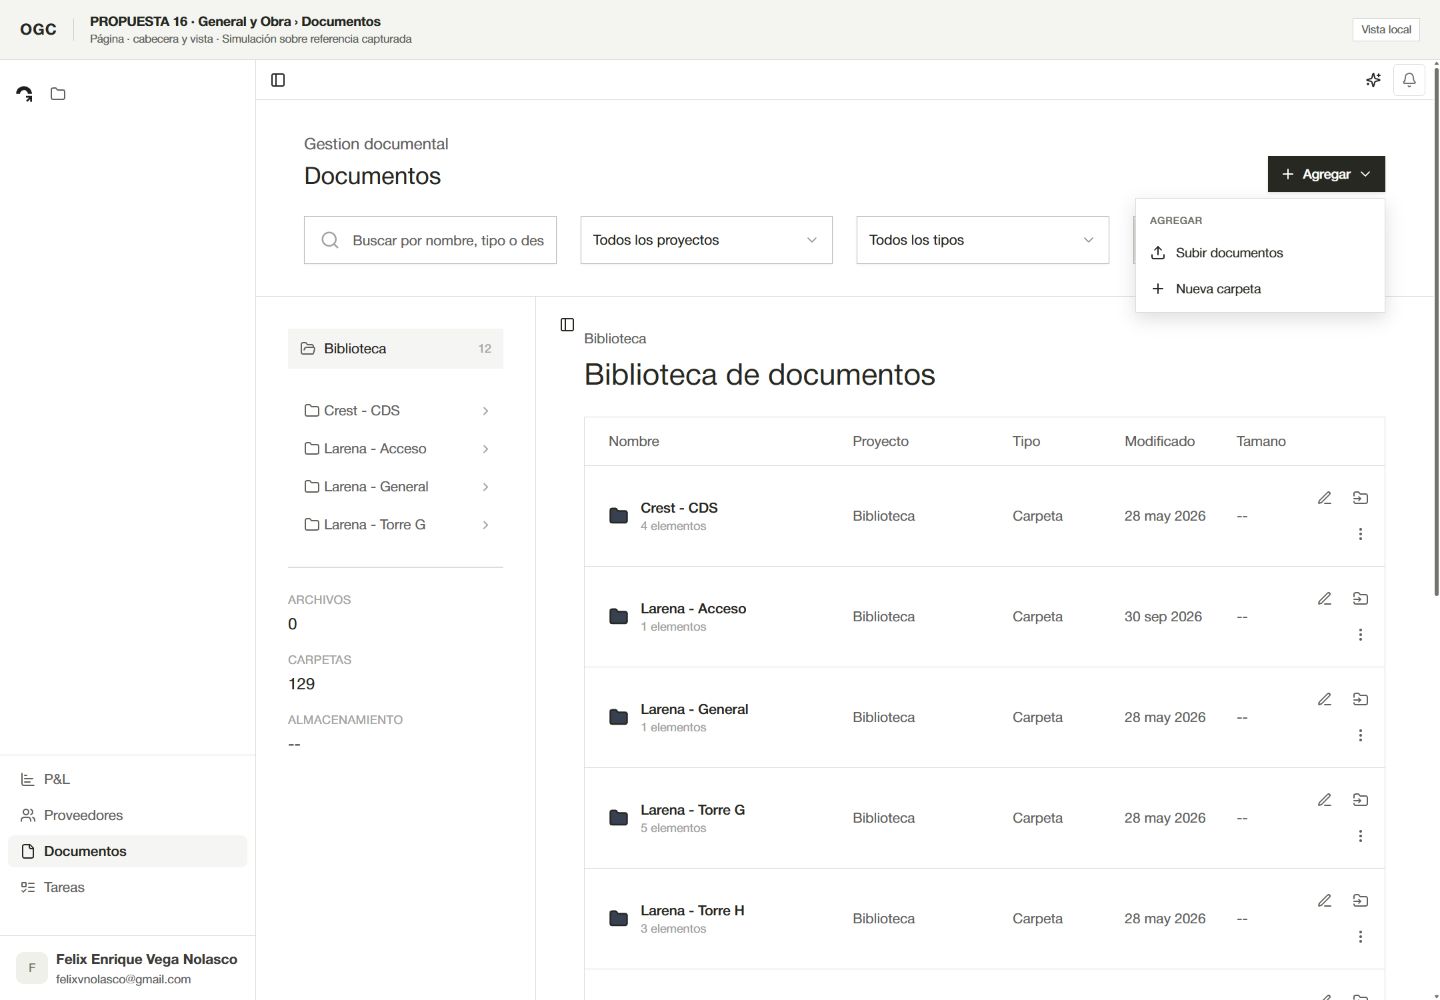 OGC
PROPUESTA 16 · General y Obra › Documentos
Página · cabecera y vista · Simulación sobre referencia capturada
Vista local
Gestion documental
Documentos
Agregar
Buscar por nombre, tipo o des
Todos los proyectos
Todos los tipos
AGREGAR
Subir documentos
Nueva carpeta
Biblioteca 12
Crest - CDS
Larena - Acceso
Larena - General
Larena - Torre G
ARCHIVOS
0
CARPETAS
129
ALMACENAMIENTO
--
Biblioteca
Biblioteca de documentos
Nombre Proyecto Tipo Modificado Tamano
Crest - CDS
4 elementos
Biblioteca Carpeta 28 may 2026 --
Larena - Acceso
1 elementos
Biblioteca Carpeta 30 sep 2026 --
Larena - General
1 elementos
Biblioteca Carpeta 28 may 2026 --
Larena - Torre G
5 elementos
Biblioteca Carpeta 28 may 2026 --
Larena - Torre H
3 elementos
Biblioteca Carpeta 28 may 2026 --
P&L
Proveedores
Documentos
Tareas
F
Felix Enrique Vega Nolasco
felixvnolasco@gmail.com